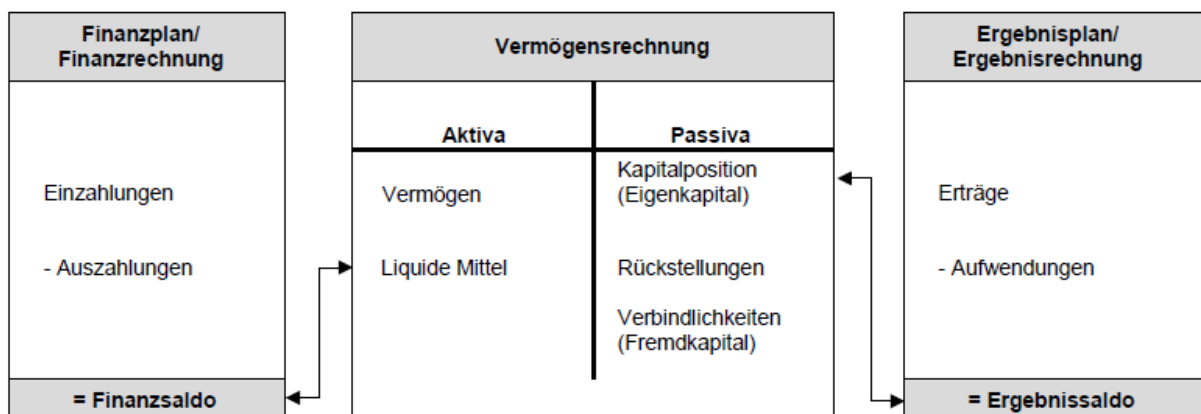 Finanzplan/
Finanzrechnung
Einzahlungen
- Auszahlungen
= Finanzsaldo
Vermögensrechnung
Aktiva
Passiva
Vermögen
Kapitalposition
(Eigenkapital)
Liquide Mittel
Rückstellungen
Verbindlichkeiten
(Fremdkapital)
Ergebnisplan/
Ergebnisrechnung
Erträge
- Aufwendungen
= Ergebnissaldo